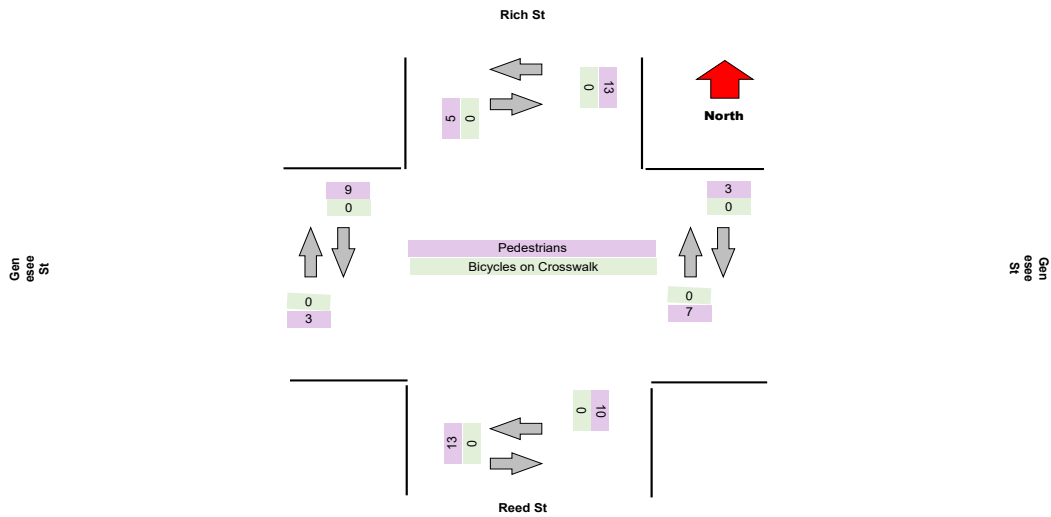 Rich St
0
13
5
0
North
9
0
3
0
Pedestrians
Bicycles on Crosswalk
Gen
esee
St
Gen
esee
St
0
3
0
7
0
10
13
0
Reed St